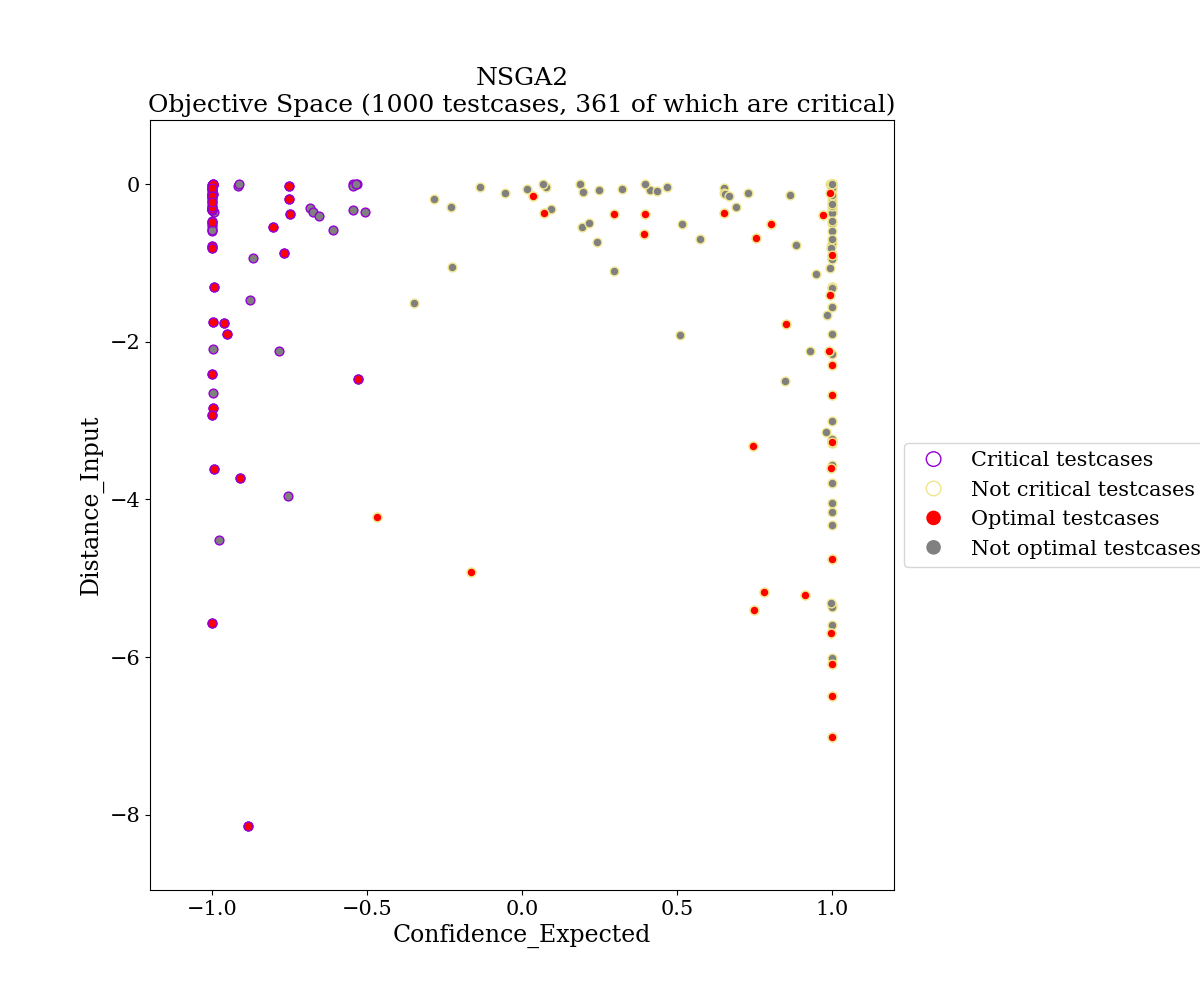 NSGA2
Objective Space (1000 testcases, 361 of which are critical)
0
−2
−4
−6
−8
Distance_Input
−1.0
−0.5
0.0
0.5
1.0
Confidence_Expected
Critical testcases
Not critical testcases
Optimal testcases
Not optimal testcases